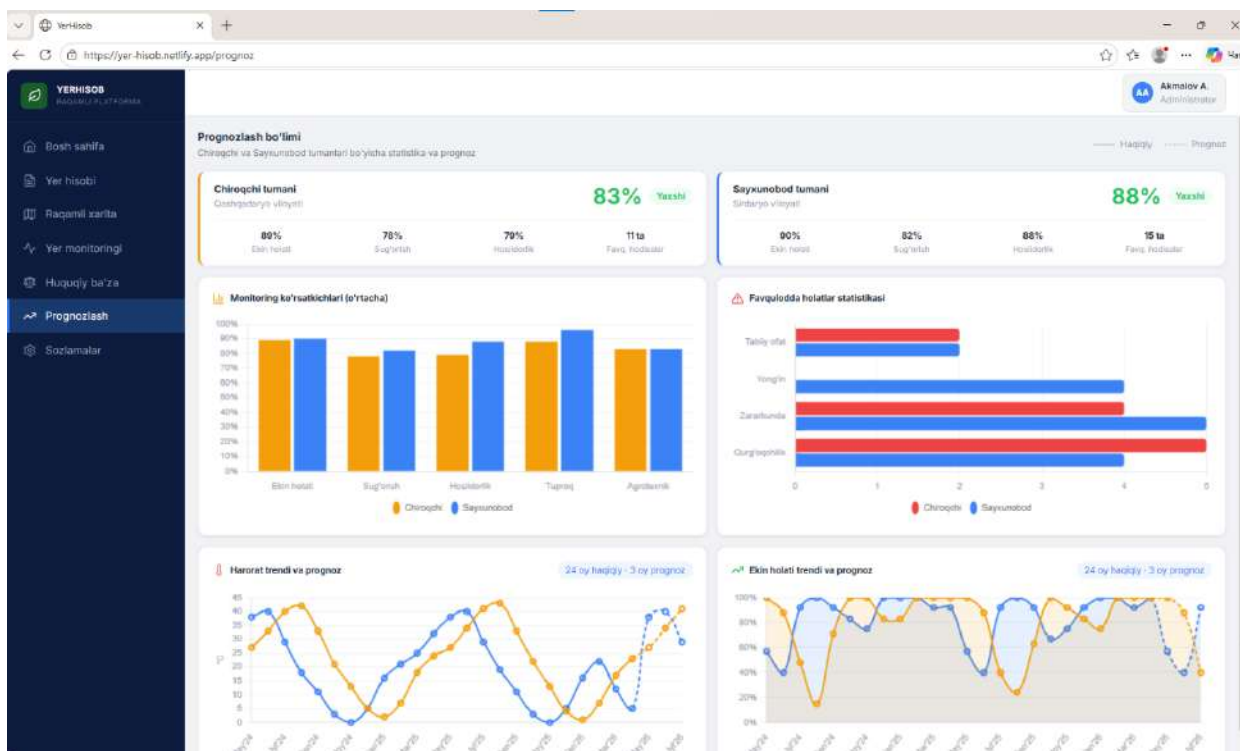 YerHisob
https://yer-hisob.netlify.app/prognoz
YERHISOB
RAQAMLI PLATFORMA
AA
Akmalov A.
Administrator
Bosh sahifa
Yer hisobi
Raqamli xarita
Yer monitoringi
Huquqiy ba'za
Prognozlash
Sozlamalar
Prognozlash bo'limi
Chiroqchi va Sayxunobod tumanlari bo'yicha statistika va prognoz
Haqiqiy
Prognoz
Chiroqchi tumani
Qashqadaryo viloyati
83%
Yaxshi
89%
78%
79%
11 ta
Ekin holati
Sug'orish
Hosildorlik
Favq. hodisalar
Sayxunobod tumani
Sirdaryo viloyati
88%
Yaxshi
90%
82%
88%
15 ta
Ekin holati
Sug'orish
Hosildorlik
Favq. hodisalar
Monitoring ko'rsatkichlari (o'rtacha)
100%
90%
80%
70%
60%
50%
40%
30%
20%
10%
0%
Ekin holati
Sug'orish
Hosildorlik
Tuproq
Agrotexnik
Chiroqchi
Sayxunobod
Favqulodda holatlar statistikasi
Tabiiy ofat
Yong'in
Zararkunda
Qurg'oqchilik
0
1
2
3
4
5
Chiroqchi
Sayxunobod
Harorat trendi va prognoz
24 oy haqiqiy · 3 oy prognoz
45
40
35
30
25
20
15
10
5
0
°C
Ekin holati trendi va prognoz
24 oy haqiqiy · 3 oy prognoz
100%
80%
60%
40%
20%
0%